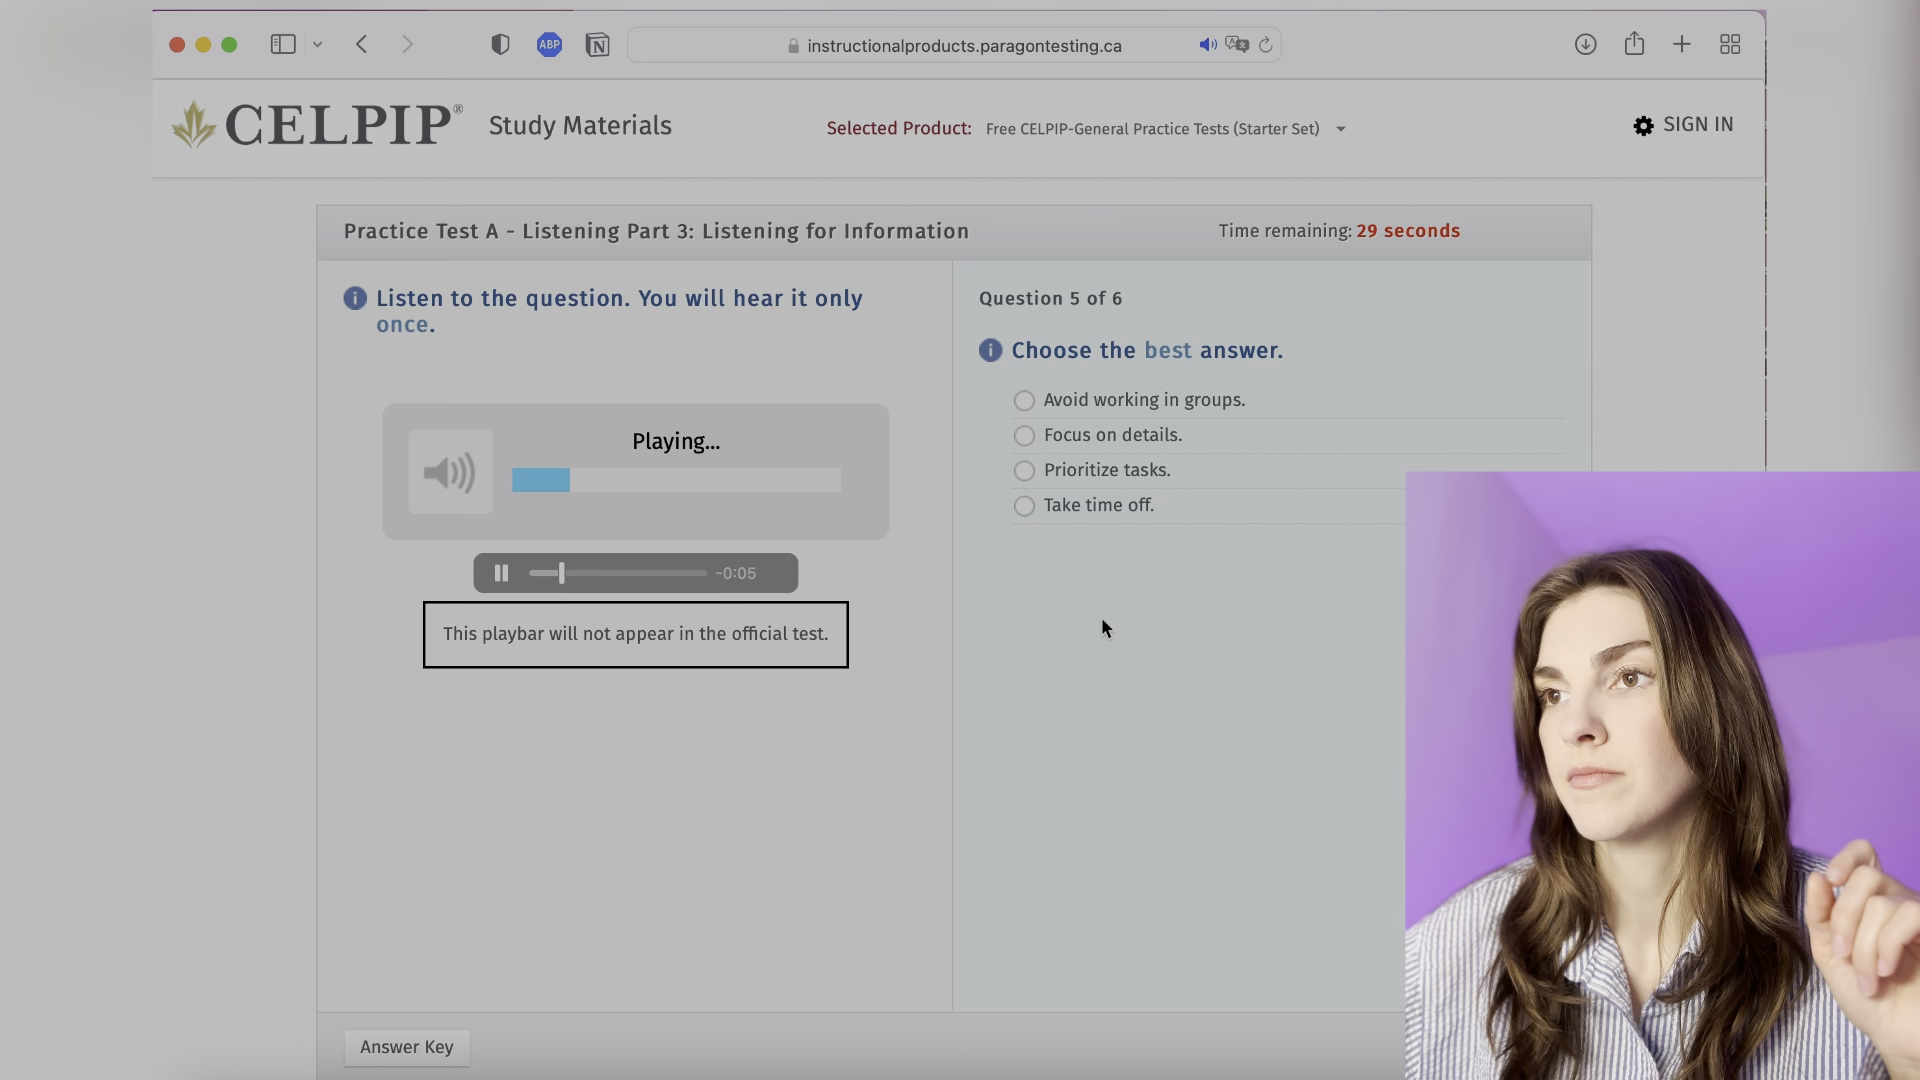 ABP
instructionalproducts.paragontesting.ca
CELPIP® Study Materials
Selected Product: Free CELPIP-General Practice Tests (Starter Set)
SIGN IN
Practice Test A - Listening Part 3: Listening for Information
Time remaining: 29 seconds
Listen to the question. You will hear it only
once.
Playing...
-0:05
This playbar will not appear in the official test.
Question 5 of 6
Choose the best answer.
Avoid working in groups.
Focus on details.
Prioritize tasks.
Take time off.
Answer Key